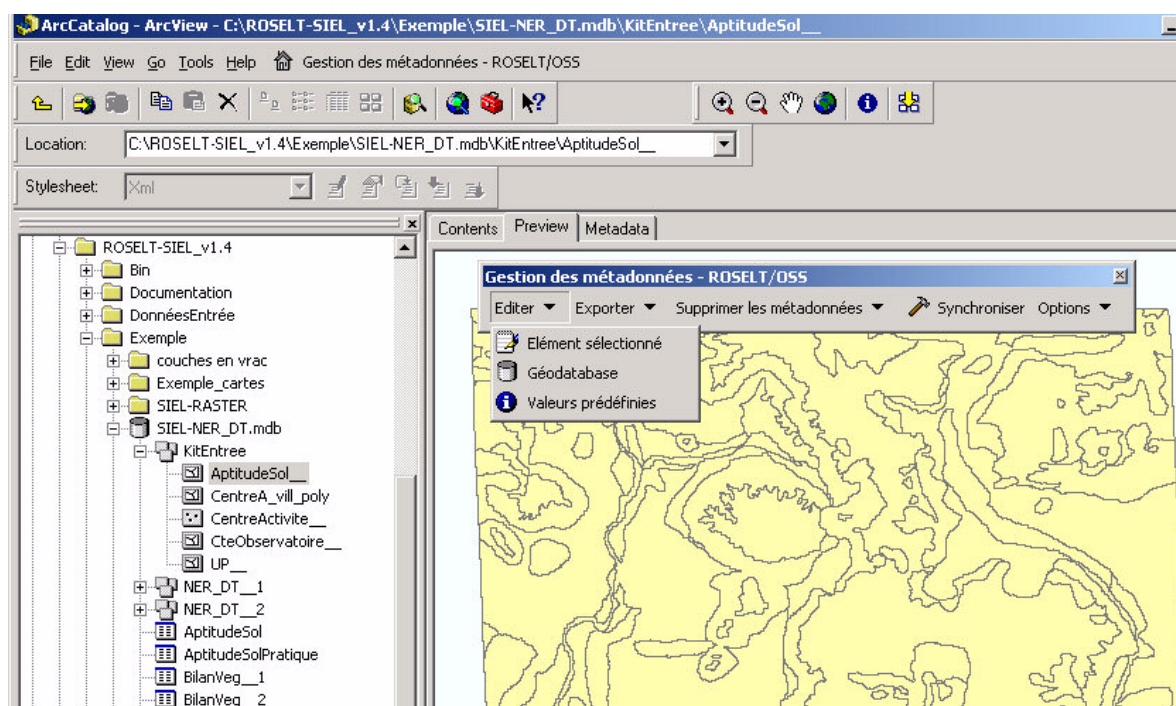 ArcCatalog - ArcView - C:\ROSELT-SIEL_v1.4\Exemple\SIEL-NER_DT.mdb\KitEntree\AptitudeSol__
File Edit View Go Tools Help Gestion des métadonnées - ROSELT/OSS
Location: C:\ROSELT-SIEL_v1.4\Exemple\SIEL-NER_DT.mdb\KitEntree\AptitudeSol__
Stylesheet: Xml
Contents Preview Metadata
ROSELT-SIEL_v1.4
Bin
Documentation
DonnéesEntrée
Exemple
couches en vrac
Exemple_cartes
SIEL-RASTER
SIEL-NER_DT.mdb
KitEntree
AptitudeSol__
CentreA_vill_poly
CentreActivite__
CteObservatoire__
UP__
NER_DT__1
NER_DT__2
AptitudeSol
AptitudeSolPratique
BilanVeg__1
BilanVeg__2
Gestion des métadonnées - ROSELT/OSS
Editer Exporter Supprimer les métadonnées Synchroniser Options
Elément sélectionné
Géodatabase
Valeurs prédéfinies